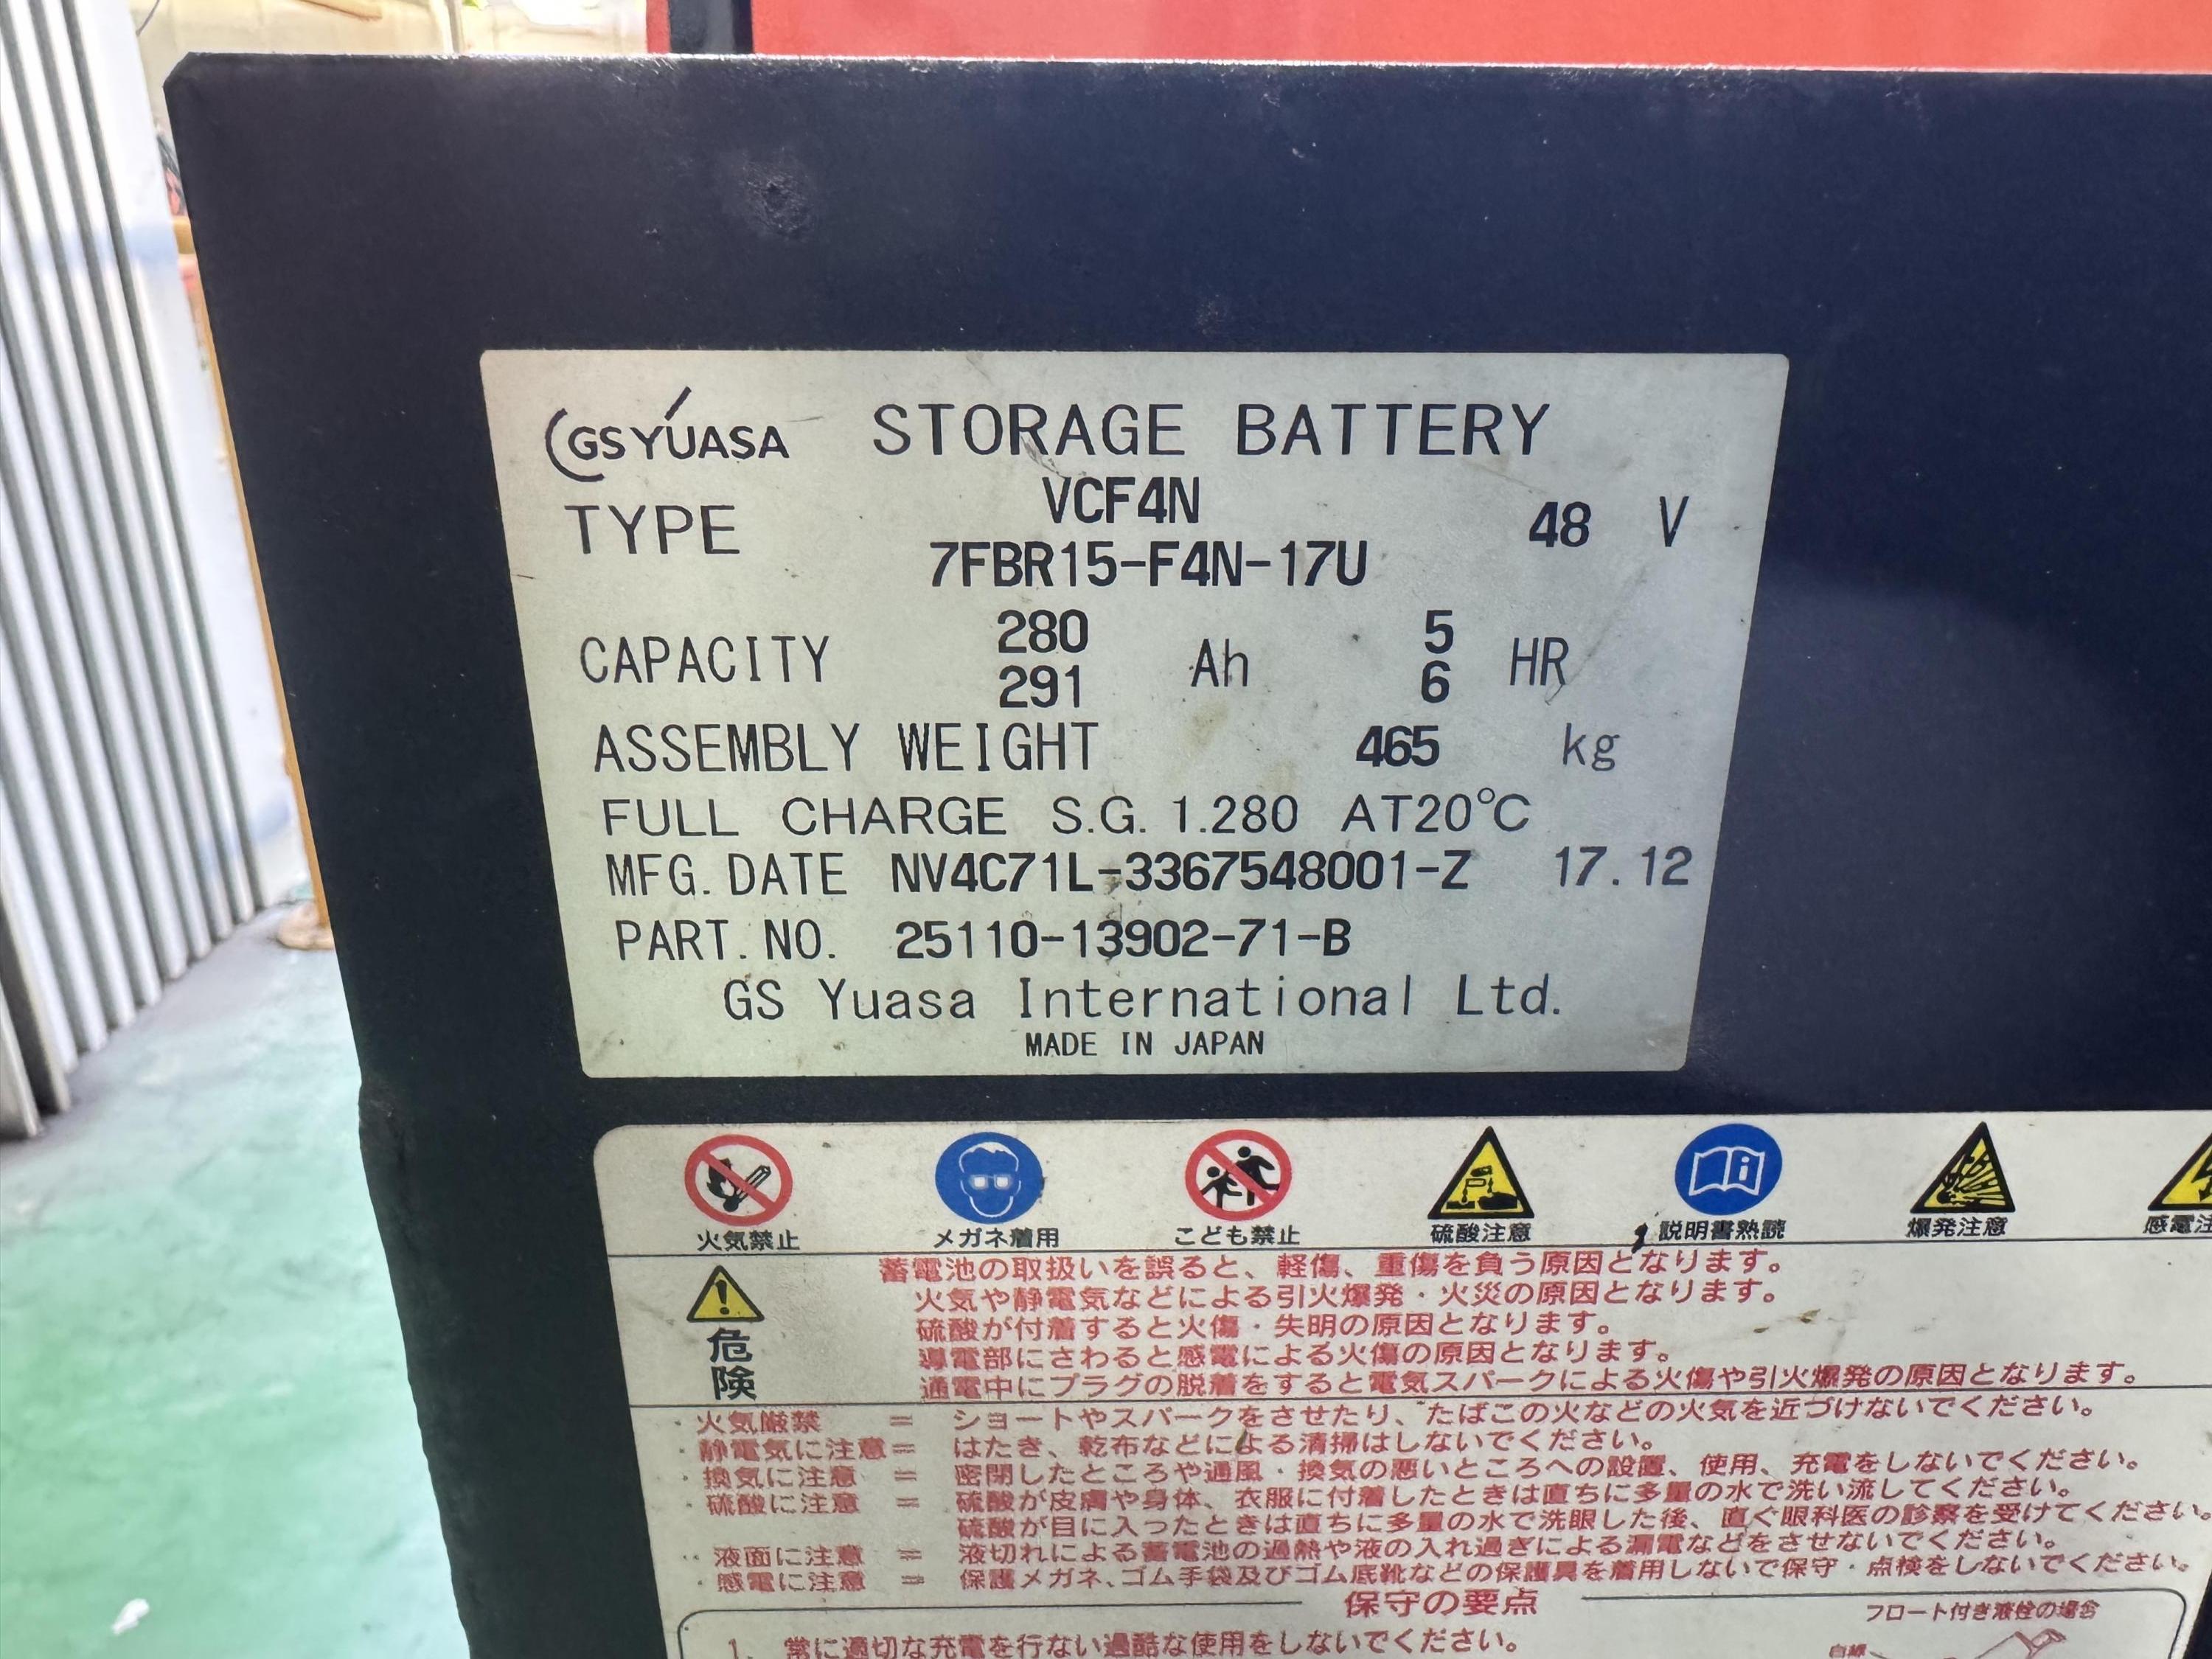 GS YUASA STORAGE BATTERY
TYPE VCF4N 48 V
7FBR15-F4N-17U
CAPACITY 280 Ah 5 HR
291 6
ASSEMBLY WEIGHT 465 kg
FULL CHARGE S.G. 1.280 AT20℃
MFG. DATE NV4C71L-3367548001-Z 17.12
PART. NO. 25110-13902-71-B
GS Yuasa International Ltd.
MADE IN JAPAN
火気禁止 メガネ着用 こども禁止 硫酸注意 説明書熟読 爆発注意 感電注
危険
蓄電池の取扱いを誤ると、軽傷、重傷を負う原因となります。
火気や静電気などによる引火爆発・火災の原因となります。
硫酸が付着すると火傷・失明の原因となります。
導電部にさわると感電による火傷の原因となります。
通電中にプラグの脱着をすると電気スパークによる火傷や引火爆発の原因となります。
・火気厳禁 = ショートやスパークをさせたり、たばこの火などの火気を近づけないでください。
・静電気に注意= はたき、乾布などによる清掃はしないでください。
・換気に注意 = 密閉したところや通風・換気の悪いところへの設置、使用、充電をしないでください。
・硫酸に注意 = 硫酸が皮膚や身体、衣服に付着したときは直ちに多量の水で洗い流してください。
硫酸が目に入ったときは直ちに多量の水で洗眼した後、直ぐ眼科医の診察を受けてください。
・液面に注意 = 液切れによる蓄電池の過熱や液の入れ過ぎによる漏電などをさせないでください。
・感電に注意 = 保護メガネ、ゴム手袋及びゴム底靴などの保護具を着用しないで保守・点検をしないでください。
保守の要点
フロート付き液栓の場合
1. 常に適切な充電を行ない過酷な使用をしないでください。
白線